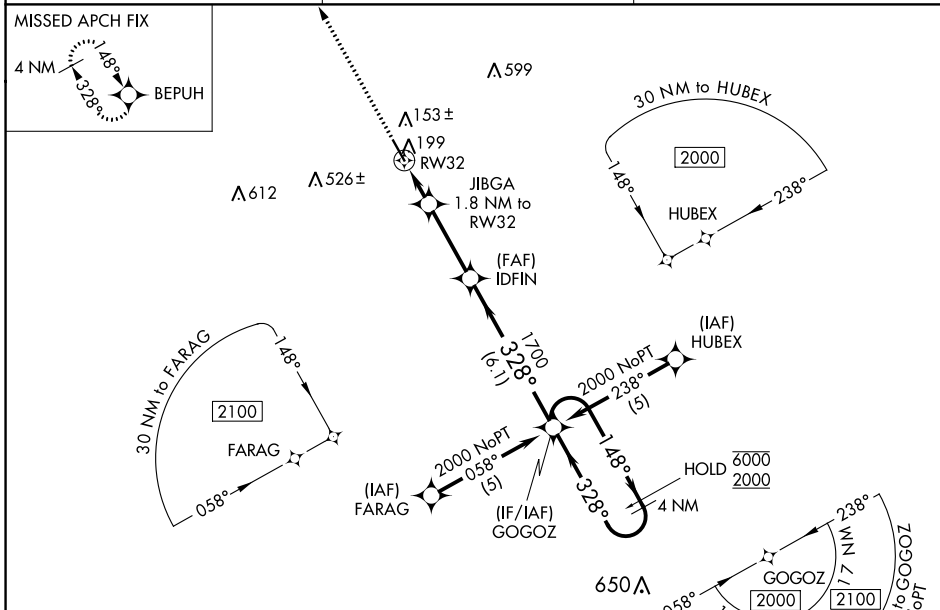 MISSED APCH FIX
4 NM
148°
328°
BEPUH
599
153 ±
199
RW32
612
526±
JIBGA
1.8 NM to
RW32
(FAF)
IDFIN
30 NM to HUBEX
2000
148°
238°
HUBEX
(IAF)
HUBEX
1700
328°
(6.1)
2000 NoPT
238°
(5)
30 NM to FARAG
148°
2100
FARAG
058°
2000 NoPT
058°
(5)
(IAF)
FARAG
(IF/IAF)
GOGOZ
148°
328°
HOLD
6000
2000
4 NM
650
238°
17 NM
to GOGOZ
NoPT
GOGOZ
058°
2000
2100